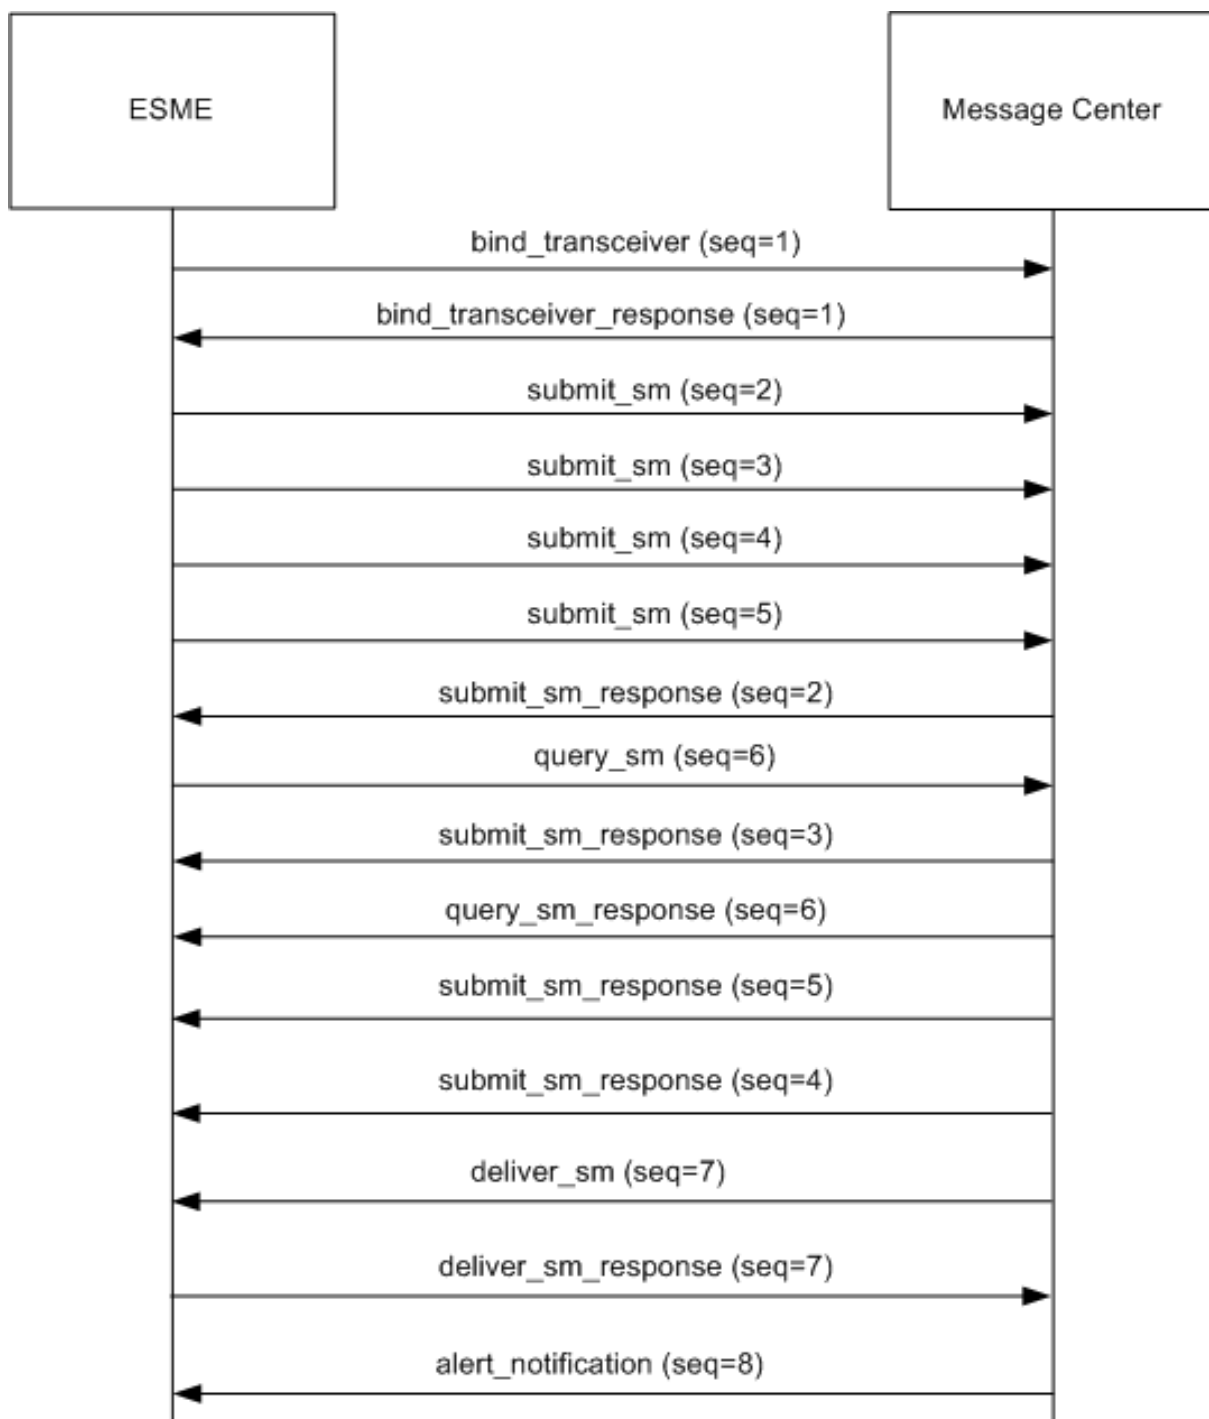 ESME
Message Center
bind_transceiver (seq=1)
bind_transceiver_response (seq=1)
submit_sm (seq=2)
submit_sm (seq=3)
submit_sm (seq=4)
submit_sm (seq=5)
submit_sm_response (seq=2)
query_sm (seq=6)
submit_sm_response (seq=3)
query_sm_response (seq=6)
submit_sm_response (seq=5)
submit_sm_response (seq=4)
deliver_sm (seq=7)
deliver_sm_response (seq=7)
alert_notification (seq=8)